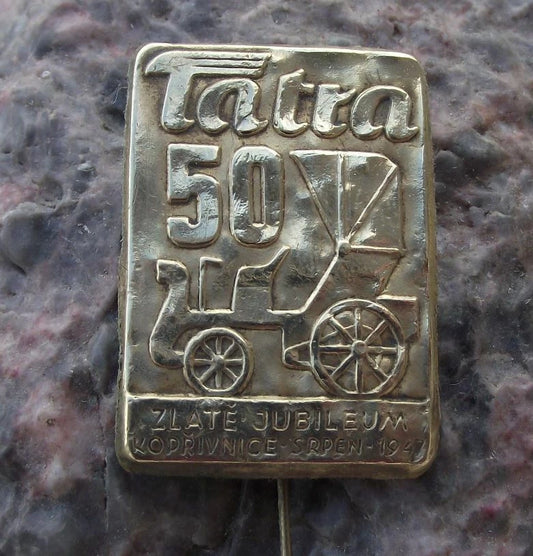 Tatra
50
ZLATÉ · JUBILEUM
KOPŘIVNICE · SRPEN · 1947